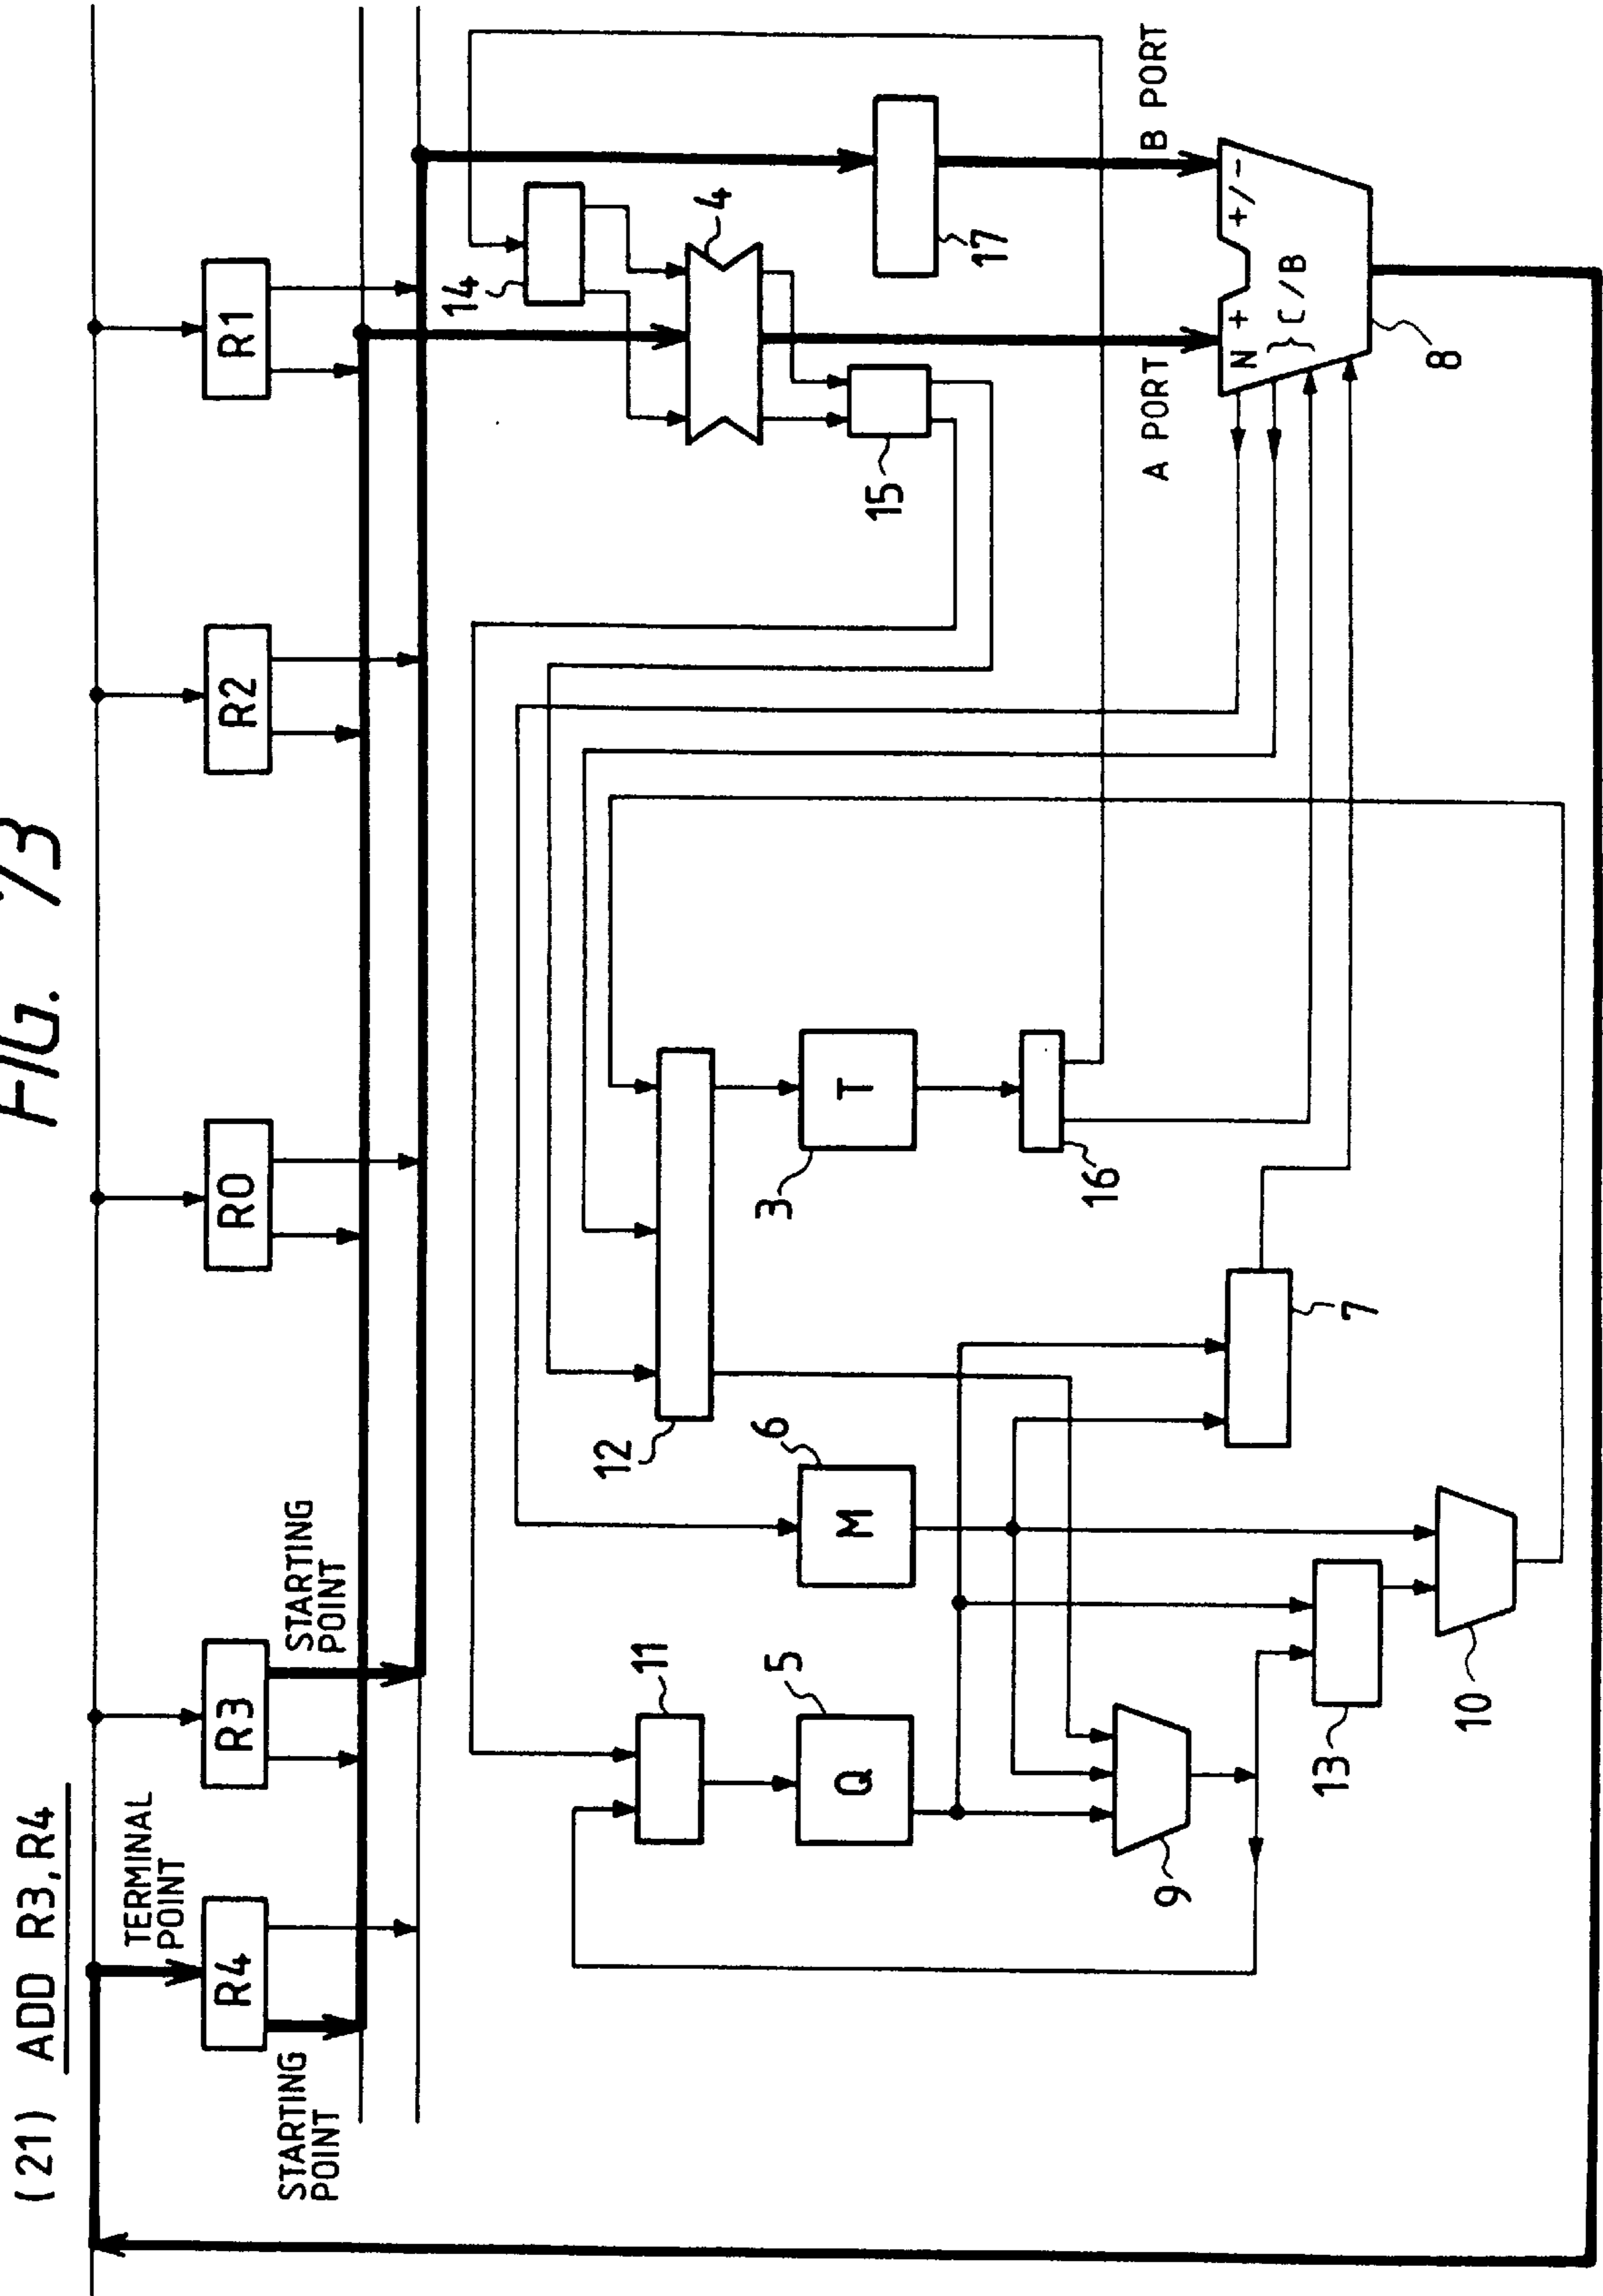 FIG. 73
(21) ADD R3,R4
STARTING
POINT
TERMINAL
POINT
R4
R3
STARTING
POINT
R0
R2
R1
14
4
11
12
6
5
Q
M
3
T
15
17
16
9
13
10
7
A PORT
B PORT
N + +/-
} C/B
8